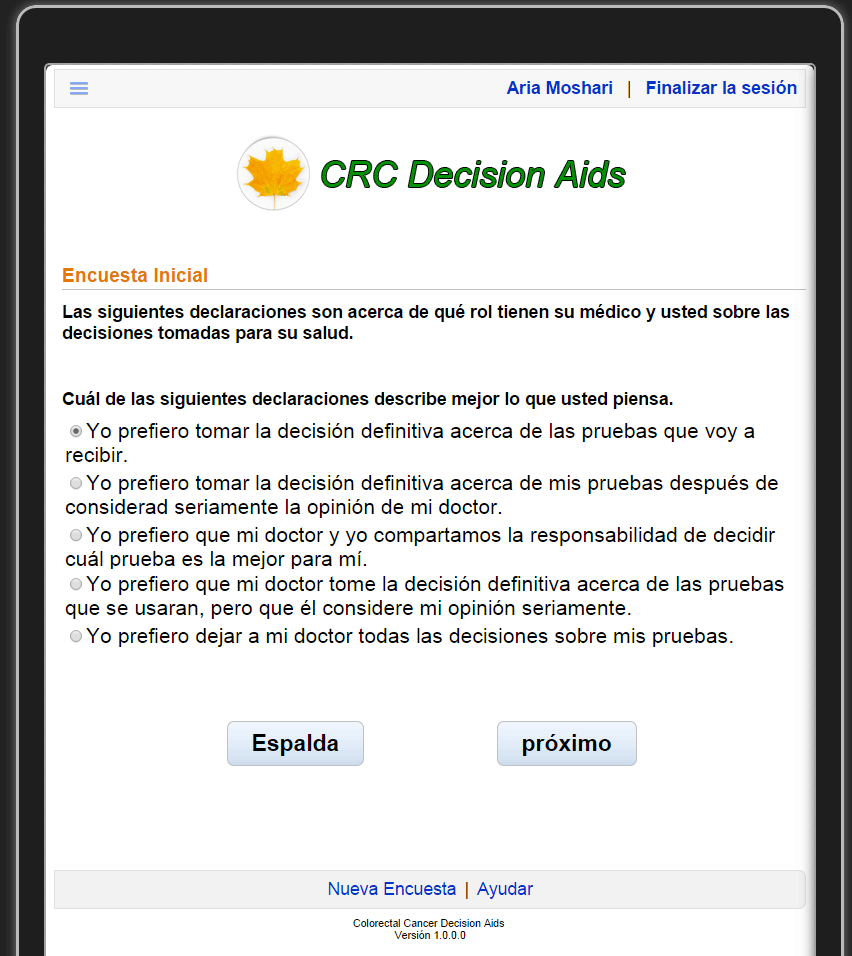 Aria Moshari | Finalizar la sesión
CRC Decision Aids
Encuesta Inicial
Las siguientes declaraciones son acerca de qué rol tienen su médico y usted sobre las
decisiones tomadas para su salud.
Cuál de las siguientes declaraciones describe mejor lo que usted piensa.
Yo prefiero tomar la decisión definitiva acerca de las pruebas que voy a
recibir.
Yo prefiero tomar la decisión definitiva acerca de mis pruebas después de
considerad seriamente la opinión de mi doctor.
Yo prefiero que mi doctor y yo compartamos la responsabilidad de decidir
cuál prueba es la mejor para mí.
Yo prefiero que mi doctor tome la decisión definitiva acerca de las pruebas
que se usaran, pero que él considere mi opinión seriamente.
Yo prefiero dejar a mi doctor todas las decisiones sobre mis pruebas.
Espalda próximo
Nueva Encuesta | Ayudar
Colorectal Cancer Decision Aids
Versión 1.0.0.0